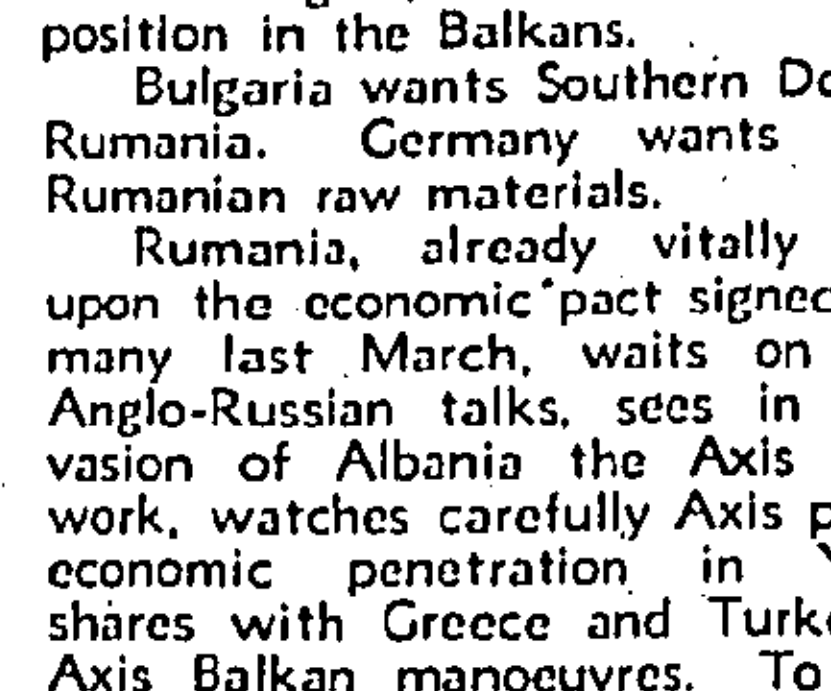 position in the Balkans.
Bulgaria wants Southern
Rumania. Germany wants
Rumanian raw materials.
Rumania, already vitally
upon the economic pact signed
many last March, waits on
Anglo-Russian talks, sees in
vasion of Albania the Axis
work, watches carefully Axis
economic penetration in
shares with Greece and
Axis Balkan manoeuvres. To